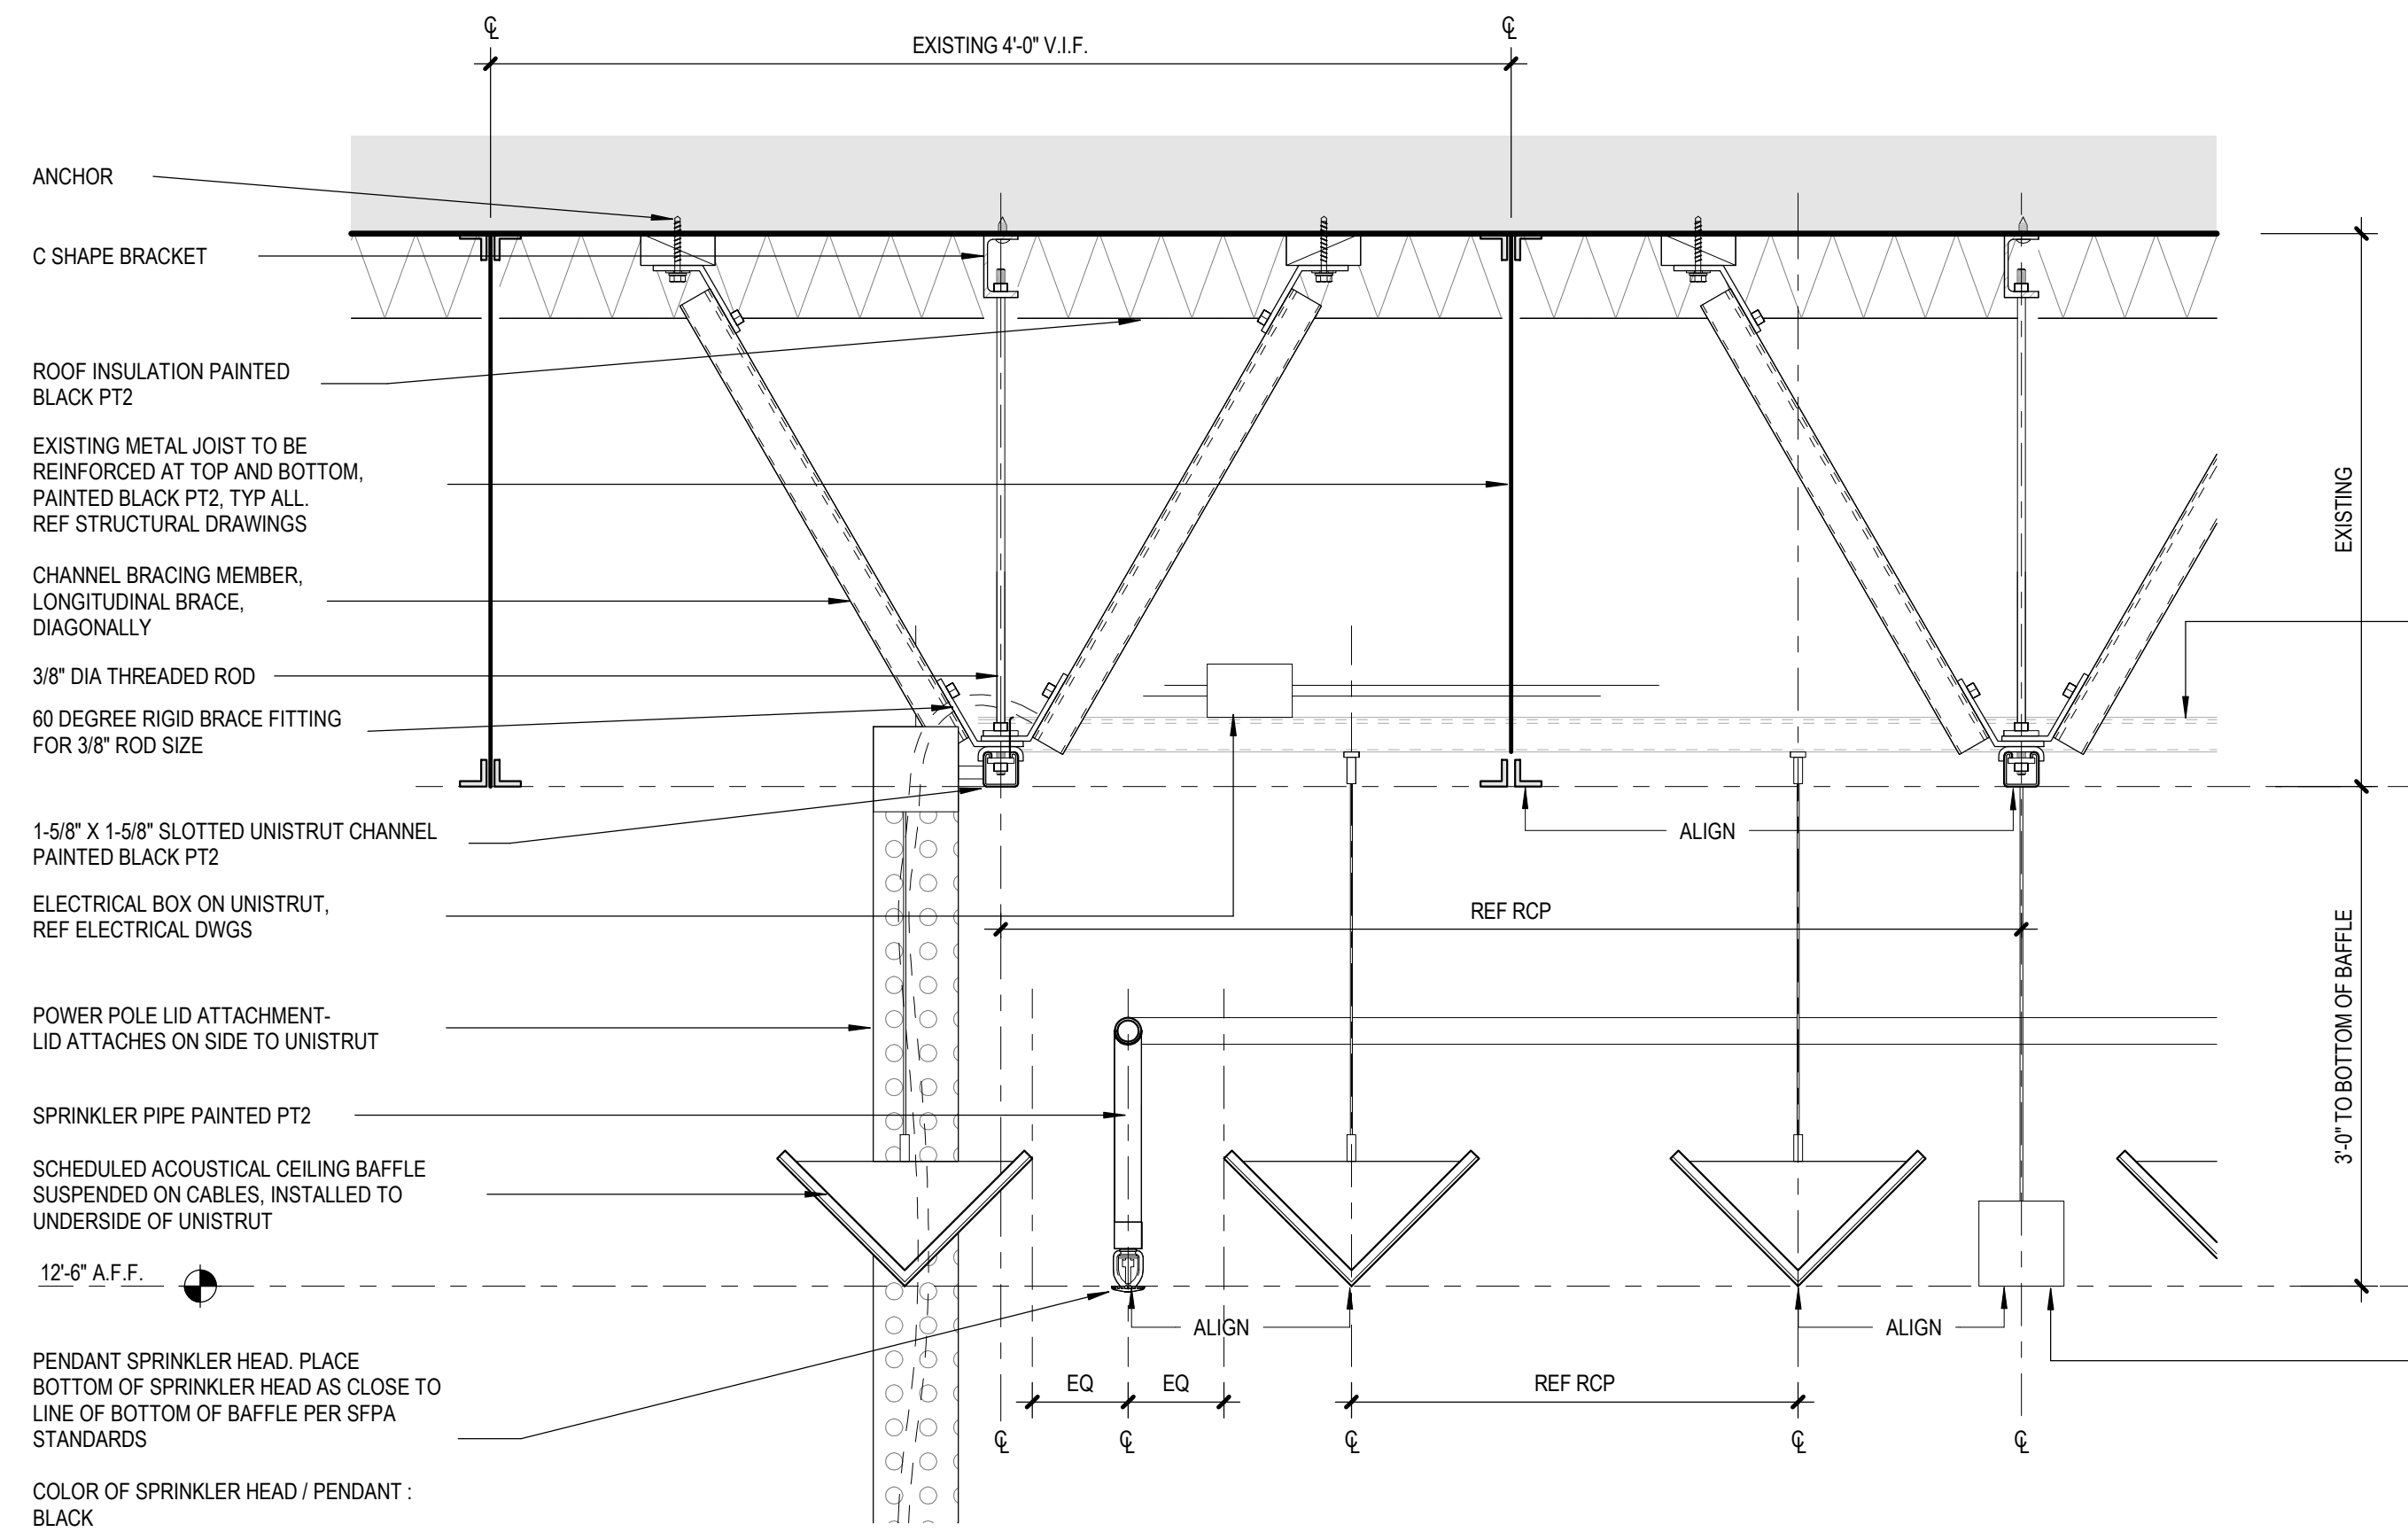 ℄
℄
EXISTING 4'-0" V.I.F.
ANCHOR
C SHAPE BRACKET
ROOF INSULATION PAINTED
BLACK PT2
EXISTING METAL JOIST TO BE
REINFORCED AT TOP AND BOTTOM,
PAINTED BLACK PT2, TYP ALL.
REF STRUCTURAL DRAWINGS
CHANNEL BRACING MEMBER,
LONGITUDINAL BRACE,
DIAGONALLY
3/8" DIA THREADED ROD
60 DEGREE RIGID BRACE FITTING
FOR 3/8" ROD SIZE
1-5/8" X 1-5/8" SLOTTED UNISTRUT CHANNEL
PAINTED BLACK PT2
ELECTRICAL BOX ON UNISTRUT,
REF ELECTRICAL DWGS
POWER POLE LID ATTACHMENT-
LID ATTACHES ON SIDE TO UNISTRUT
SPRINKLER PIPE PAINTED PT2
SCHEDULED ACOUSTICAL CEILING BAFFLE
SUSPENDED ON CABLES, INSTALLED TO
UNDERSIDE OF UNISTRUT
12'-6" A.F.F.
PENDANT SPRINKLER HEAD. PLACE
BOTTOM OF SPRINKLER HEAD AS CLOSE TO
LINE OF BOTTOM OF BAFFLE PER SFPA
STANDARDS
COLOR OF SPRINKLER HEAD / PENDANT :
BLACK
EXISTING
ALIGN
REF RCP
3'-0" TO BOTTOM OF BAFFLE
ALIGN
ALIGN
EQ
EQ
REF RCP
℄
℄
℄
℄
℄